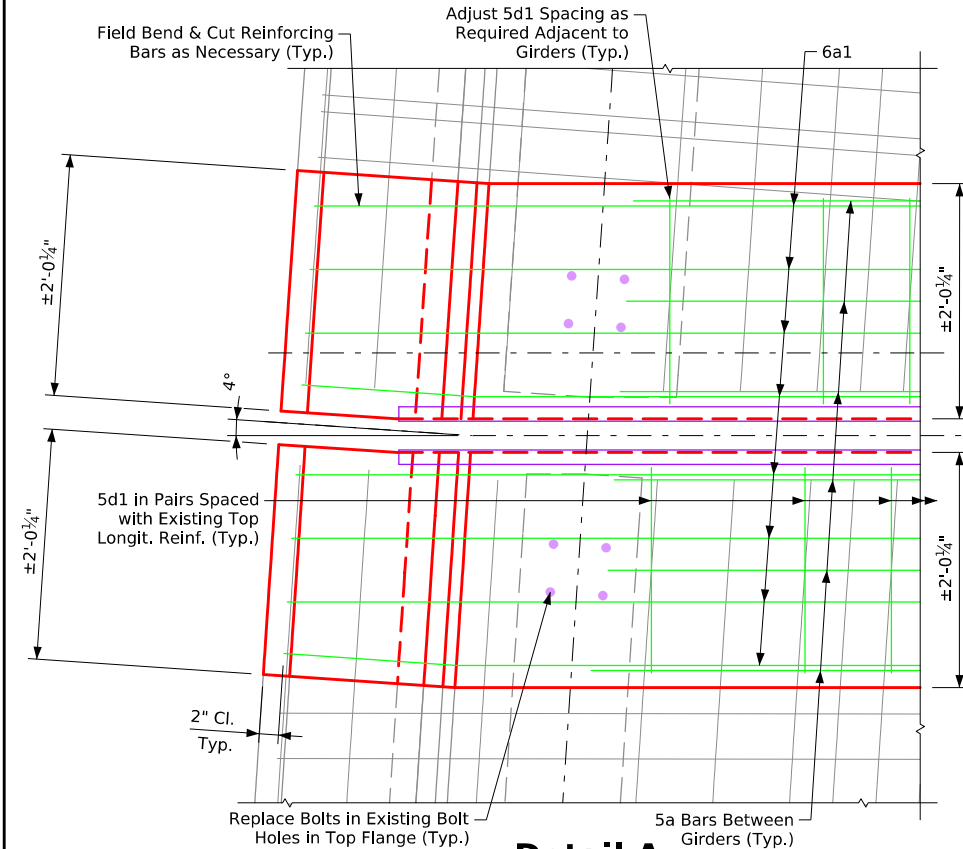 Adjust 5d1 Spacing as
Required Adjacent to
Girders (Typ.)
Field Bend & Cut Reinforcing
Bars as Necessary (Typ.)
6a1
±2'-0¼"
±2'-0¼"
4°
5d1 in Pairs Spaced
with Existing Top
Longit. Reinf. (Typ.)
±2'-0¼"
±2'-0¼"
2" Cl.
Typ.
Replace Bolts in Existing Bolt
Holes in Top Flange (Typ.)
5a Bars Between
Girders (Typ.)
Detail A